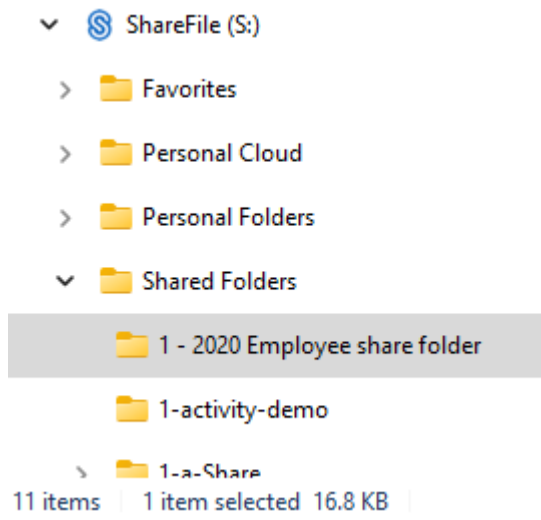 ShareFile (S:)
Favorites
Personal Cloud
Personal Folders
Shared Folders
1 - 2020 Employee share folder
1-activity-demo
1-a-Share
11 items 1 item selected 16.8 KB